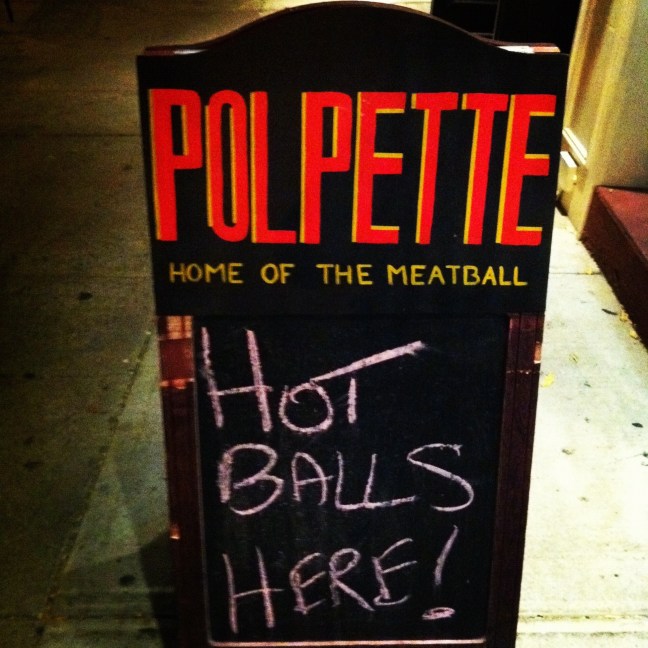 POLPETTE
HOME OF THE MEATBALL
HOT
BALLS
HERE!